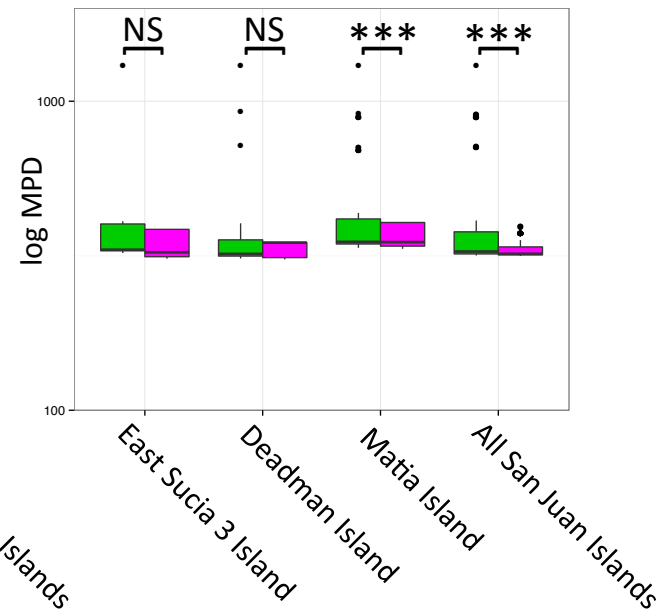 NS NS *** ***
1000
log MPD
100
East Sucia 3 Island
Deadman Island
Matia Island
All San Juan Islands
Islands